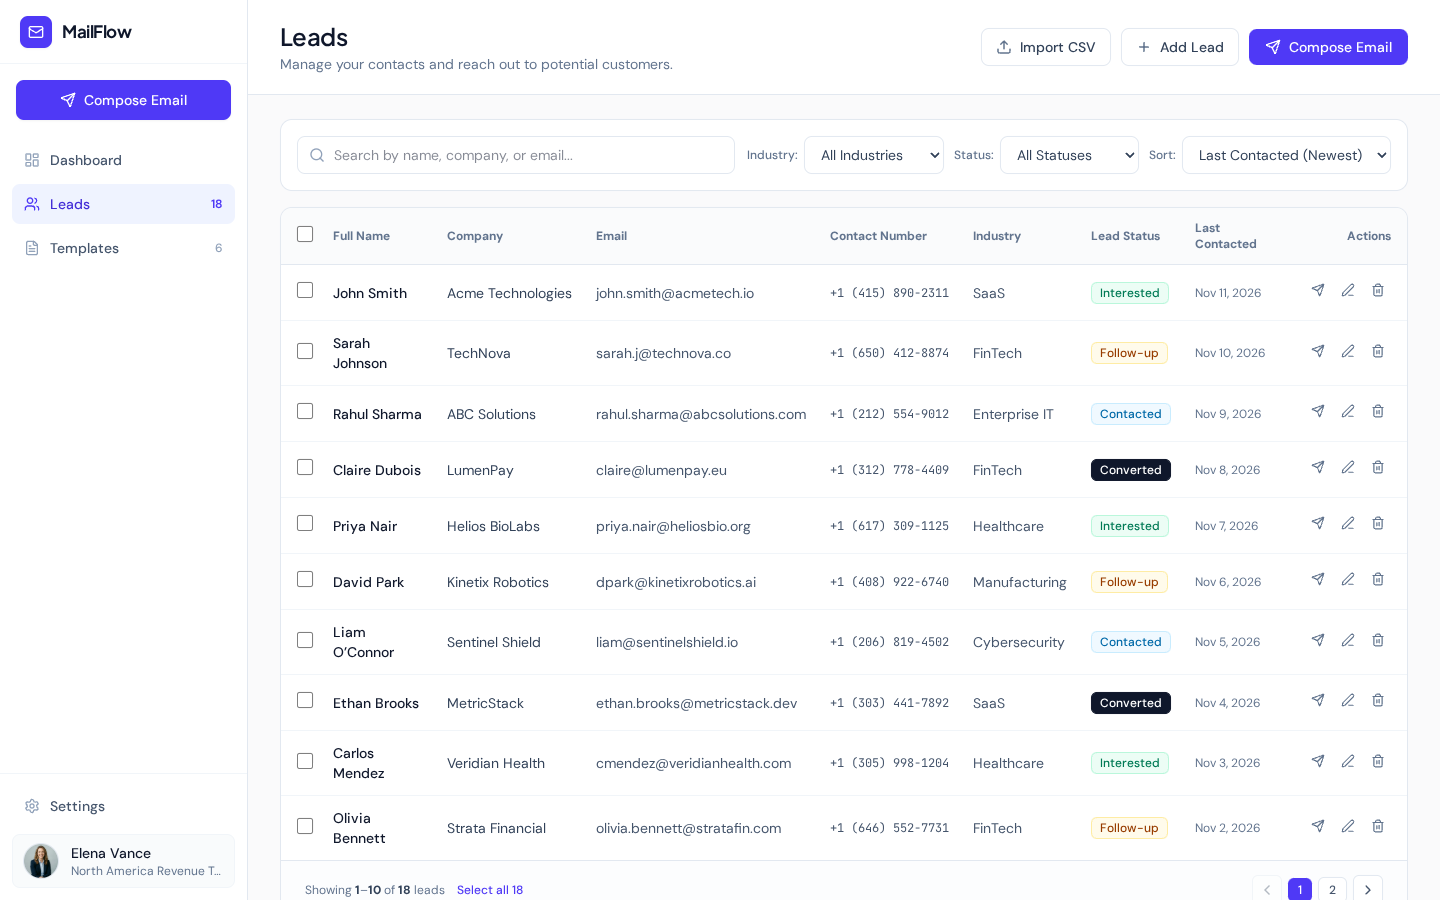 MailFlow
Compose Email
Dashboard
Leads 18
Templates 6
Settings
Elena Vance
North America Revenue T...
Leads
Manage your contacts and reach out to potential customers.
Import CSV
Add Lead
Compose Email
Search by name, company, or email...
Industry: All Industries
Status: All Statuses
Sort: Last Contacted (Newest)
Full Name Company Email Contact Number Industry Lead Status Last Contacted Actions
John Smith Acme Technologies john.smith@acmetech.io +1 (415) 890-2311 SaaS Interested Nov 11, 2026
Sarah Johnson TechNova sarah.j@technova.co +1 (650) 412-8874 FinTech Follow-up Nov 10, 2026
Rahul Sharma ABC Solutions rahul.sharma@abcsolutions.com +1 (212) 554-9012 Enterprise IT Contacted Nov 9, 2026
Claire Dubois LumenPay claire@lumenpay.eu +1 (312) 778-4409 FinTech Converted Nov 8, 2026
Priya Nair Helios BioLabs priya.nair@heliosbio.org +1 (617) 309-1125 Healthcare Interested Nov 7, 2026
David Park Kinetix Robotics dpark@kinetixrobotics.ai +1 (408) 922-6740 Manufacturing Follow-up Nov 6, 2026
Liam O’Connor Sentinel Shield liam@sentinelshield.io +1 (206) 819-4502 Cybersecurity Contacted Nov 5, 2026
Ethan Brooks MetricStack ethan.brooks@metricstack.dev +1 (303) 441-7892 SaaS Converted Nov 4, 2026
Carlos Mendez Veridian Health cmendez@veridianhealth.com +1 (305) 998-1204 Healthcare Interested Nov 3, 2026
Olivia Bennett Strata Financial olivia.bennett@stratafin.com +1 (646) 552-7731 FinTech Follow-up Nov 2, 2026
Showing 1–10 of 18 leads Select all 18
1 2